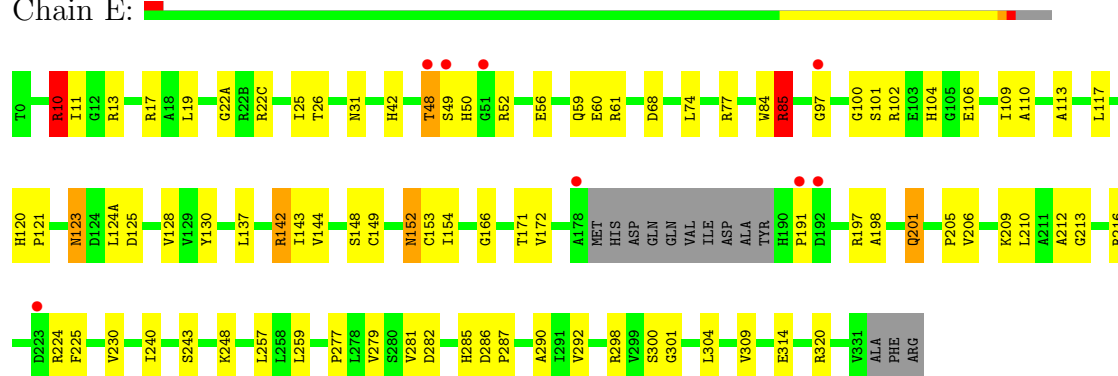 Chain E:
T0 R10 I11 G12 R13 R17 A18 L19 G22A R22B R22C I25 T26 N31 H42 T48 S49 H50 G51 R52 E56 Q59 E60 R61 D68 L74 R77 W84 R85 G97 G100 S101 R102 E103 H104 G105 E106 I109 A110 A113 L117
H120 P121 N123 D124 L124A D125 V128 V129 Y130 L137 R142 I143 V144 S148 C149 N152 C153 I154 G166 T171 V172 A178 MET HIS ASP GLN GLN VAL ILE ASP ALA TYR H190 P191 D192 R197 A198 Q201 P205 V206 K209 L210 A211 A212 G213
D223 R224 F225 V230 I240 S243 K248 L257 L258 L259 P277 L278 V279 S280 V281 D282 H285 D286 P287 A290 I291 V292 R298 V299 S300 G301 L304 V309 E314 R320 V331 ALA PHE ARG